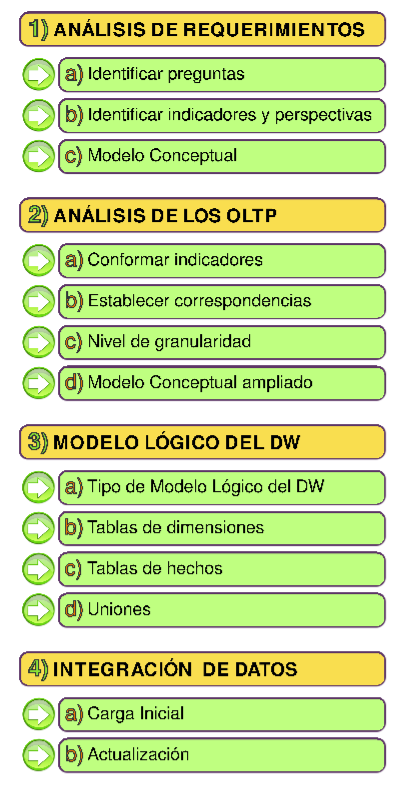 1) ANÁLISIS DE REQUERIMIENTOS
a) Identificar preguntas
b) Identificar indicadores y perspectivas
c) Modelo Conceptual
2) ANÁLISIS DE LOS OLTP
a) Conformar indicadores
b) Establecer correspondencias
c) Nivel de granularidad
d) Modelo Conceptual ampliado
3) MODELO LÓGICO DEL DW
a) Tipo de Modelo Lógico del DW
b) Tablas de dimensiones
c) Tablas de hechos
d) Uniones
4) INTEGRACIÓN DE DATOS
a) Carga Inicial
b) Actualización